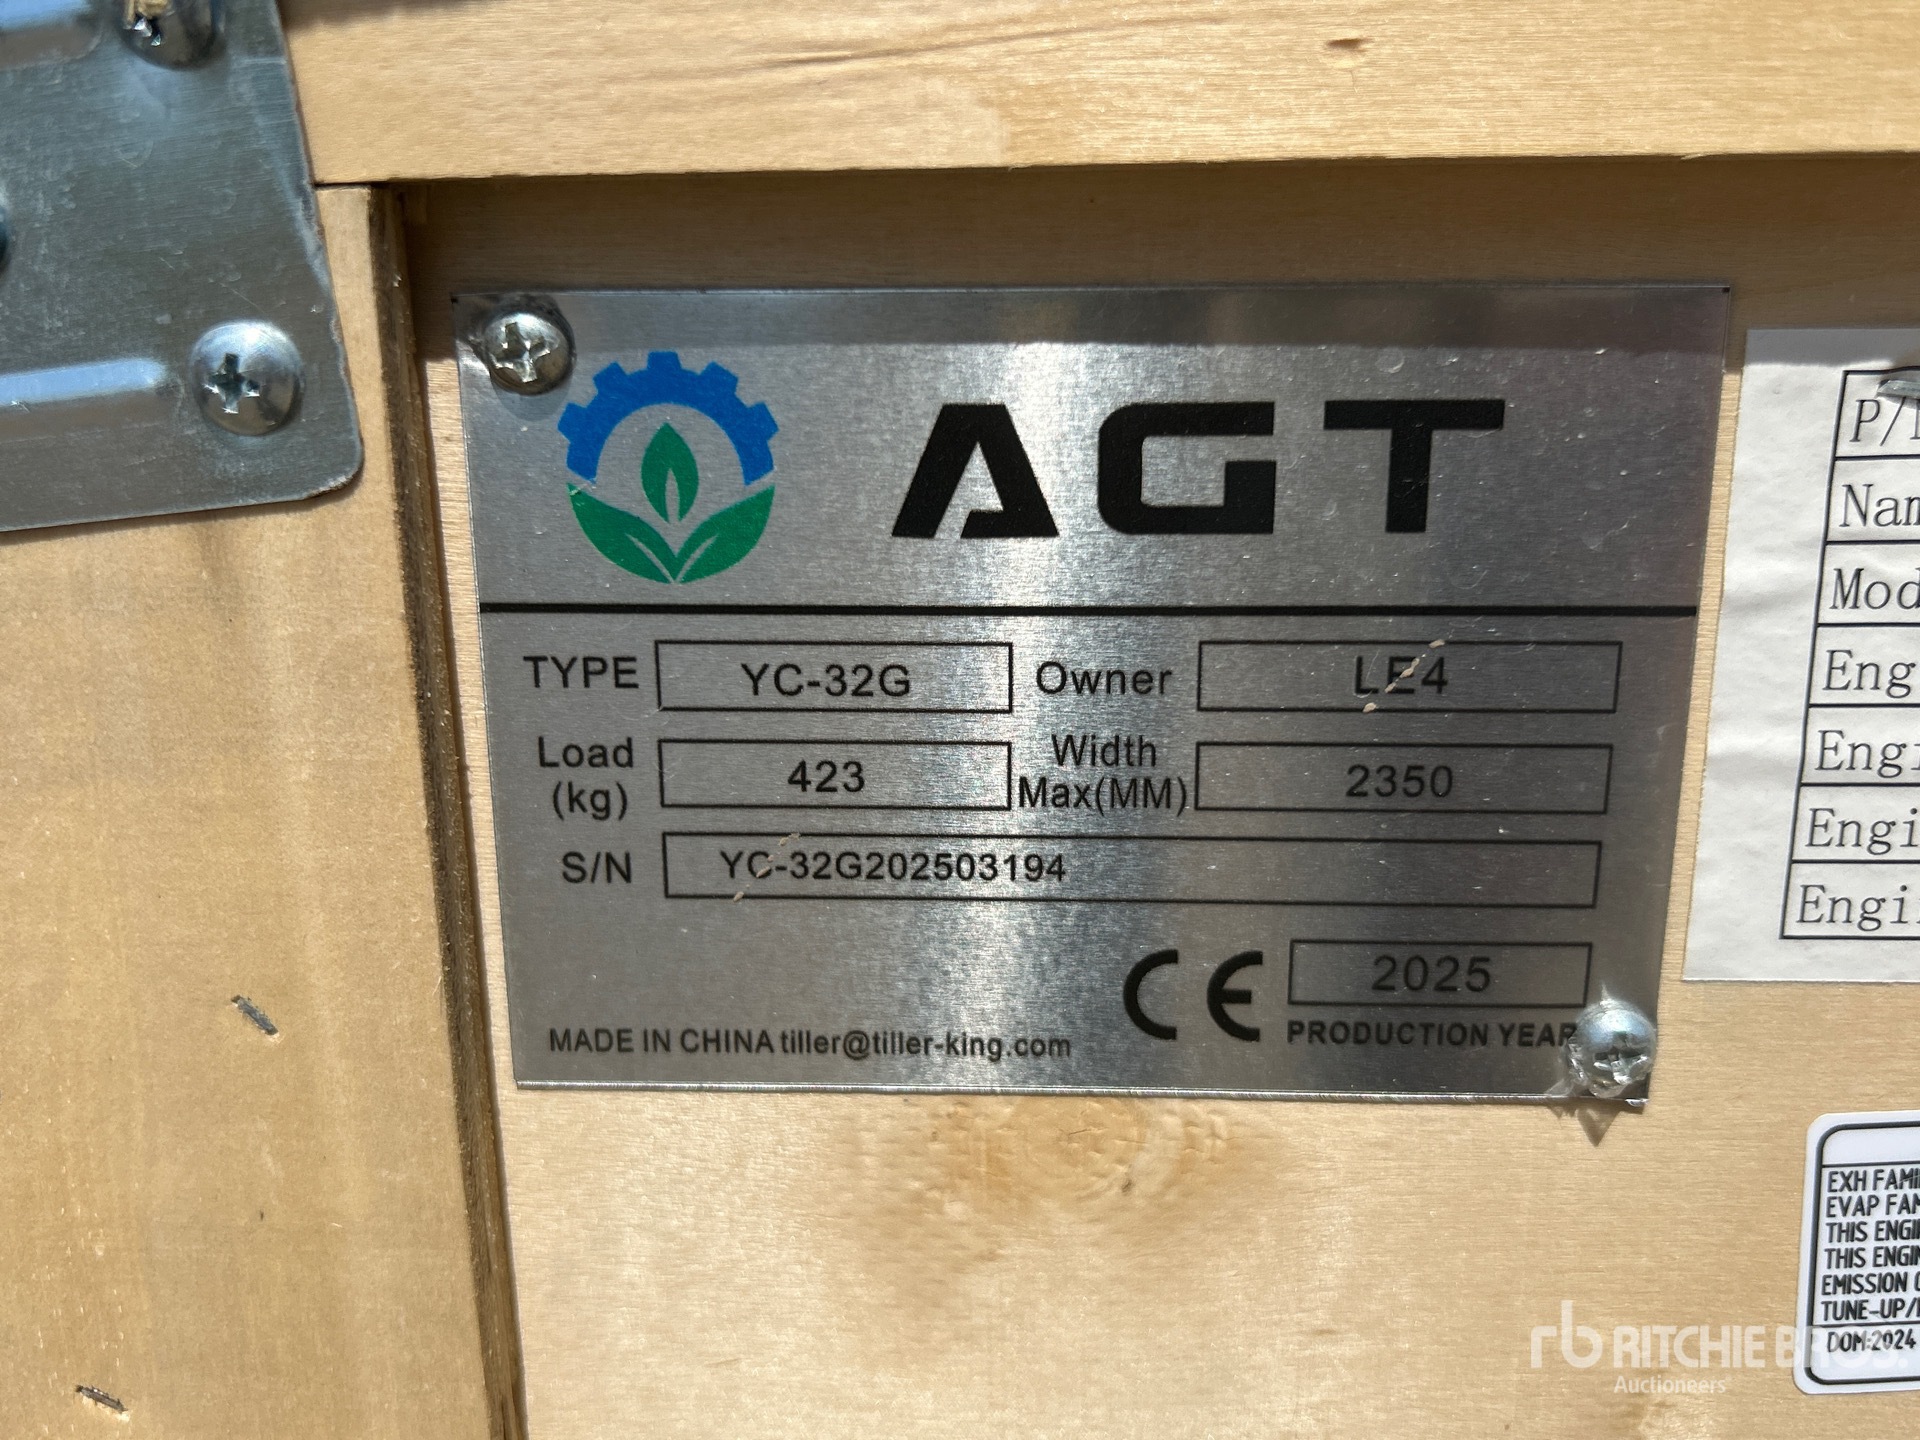 AGT
TYPE YC-32G Owner LE4
Load (kg) 423 Width Max(MM) 2350
S/N YC-32G202503194
CE 2025
MADE IN CHINA tiller@tiller-king.com PRODUCTION YEAR
P/
Nam
Mod
Eng
Engi
Engi
Engi
EXH FAMI
EVAP FAM
THIS ENGI
THIS ENGIN
EMISSION
TUNE-UP/
DOM:2024
rb RITCHIE BROS.
Auctioneers